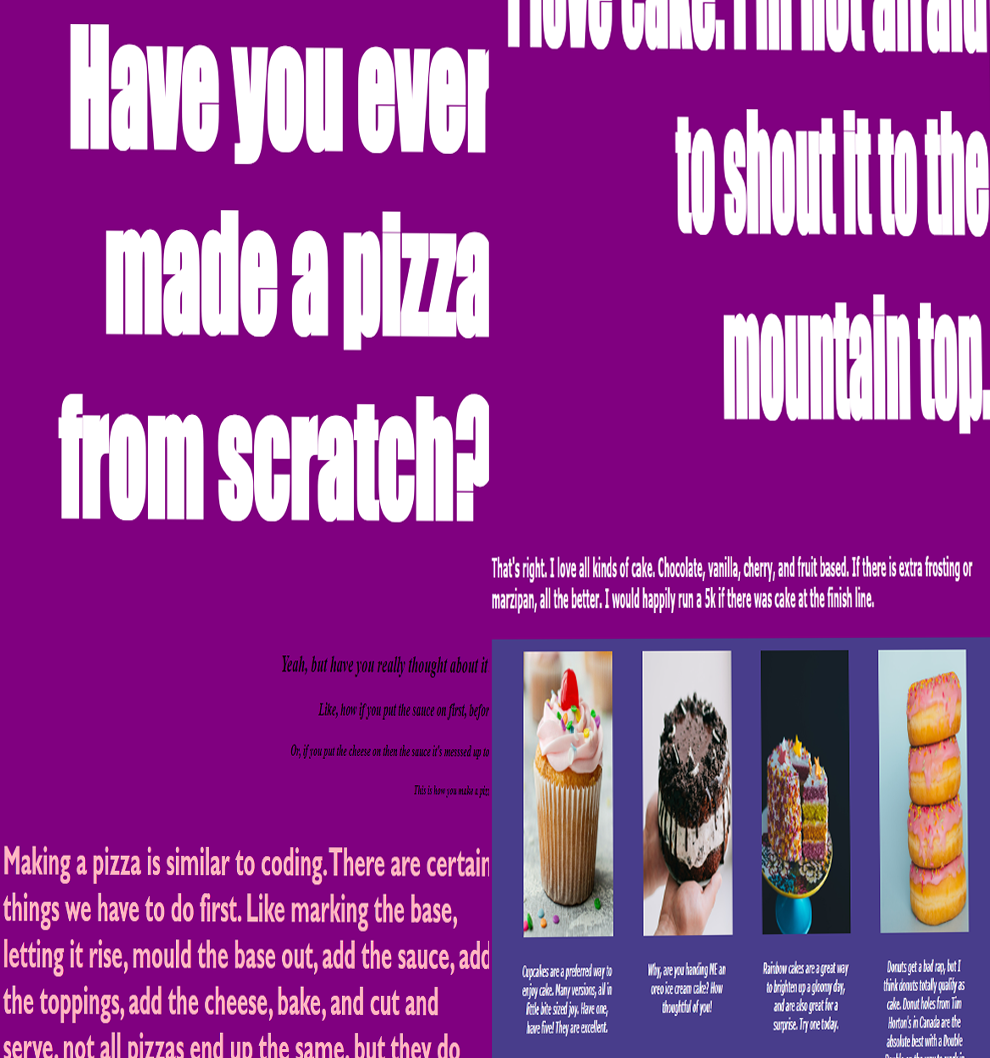 Have you ever
made a pizza
from scratch?
Yeah, but have you really thought about it
Like, how if you put the sauce on first, befor
Or, if you put the cheese on then the sauce it's messsed up to
This is how you make a piz
Making a pizza is similar to coding. There are certain
things we have to do first. Like marking the base,
letting it rise, mould the base out, add the sauce, add
the toppings, add the cheese, bake, and cut and
serve. not all pizzas end up the same, but they do
I love cake. I'm not afraid
to shout it to the
mountain top.
That's right. I love all kinds of cake. Chocolate, vanilla, cherry, and fruit based. If there is extra frosting or
marzipan, all the better. I would happily run a 5k if there was cake at the finish line.
Cupcakes are a preferred way to
enjoy cake. Many versions, all in
little bite sized joy. Have one,
have five! They are excellent.
Why, are you handing ME an
oreo ice cream cake? How
thoughtful of you!
Rainbow cakes are a great way
to brighten up a gloomy day,
and are also great for a
surprise. Try one today.
Donuts get a bad rap, but I
think donuts totally qualify as
cake. Donut holes from Tim
Horton's in Canada are the
absolute best with a Double